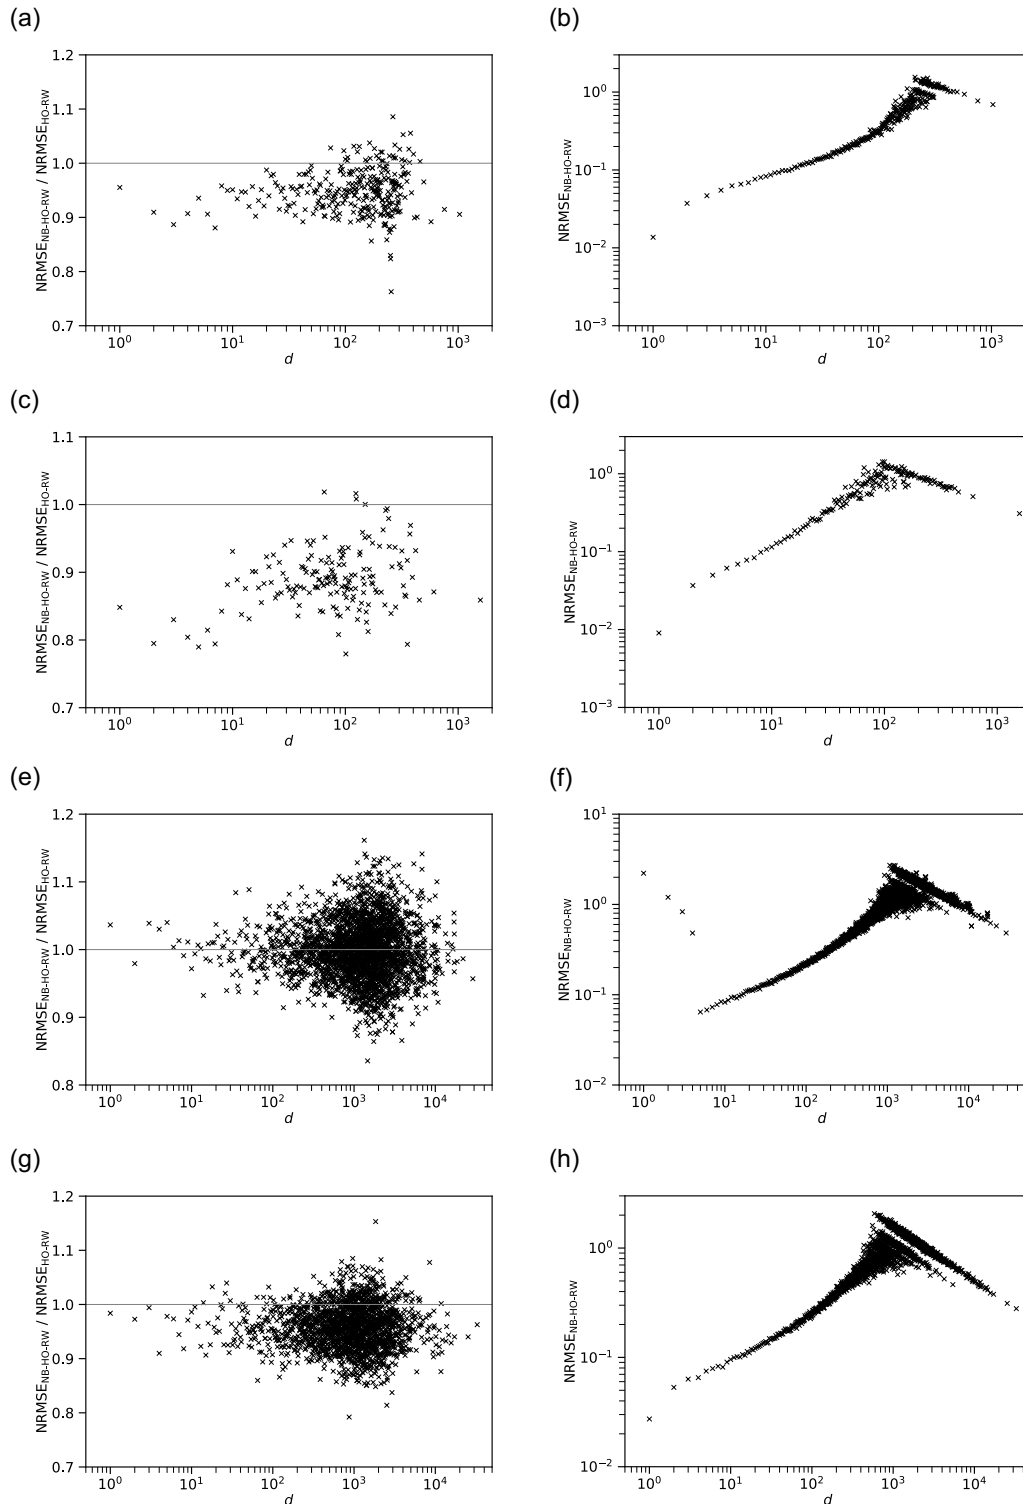 (a)
NRMSE_NB-HO-RW / NRMSE_HO-RW
1.2
1.1
1.0
0.9
0.8
0.7
10^0 10^1 10^2 10^3
d
(b)
NRMSE_NB-HO-RW
10^0
10^-1
10^-2
10^-3
10^0 10^1 10^2 10^3
d
(c)
NRMSE_NB-HO-RW / NRMSE_HO-RW
1.1
1.0
0.9
0.8
0.7
10^0 10^1 10^2 10^3
d
(d)
NRMSE_NB-HO-RW
10^0
10^-1
10^-2
10^-3
10^0 10^1 10^2 10^3
d
(e)
NRMSE_NB-HO-RW / NRMSE_HO-RW
1.2
1.1
1.0
0.9
0.8
10^0 10^1 10^2 10^3 10^4
d
(f)
NRMSE_NB-HO-RW
10^1
10^0
10^-1
10^-2
10^0 10^1 10^2 10^3 10^4
d
(g)
NRMSE_NB-HO-RW / NRMSE_HO-RW
1.2
1.1
1.0
0.9
0.8
0.7
10^0 10^1 10^2 10^3 10^4
d
(h)
NRMSE_NB-HO-RW
10^0
10^-1
10^-2
10^0 10^1 10^2 10^3 10^4
d